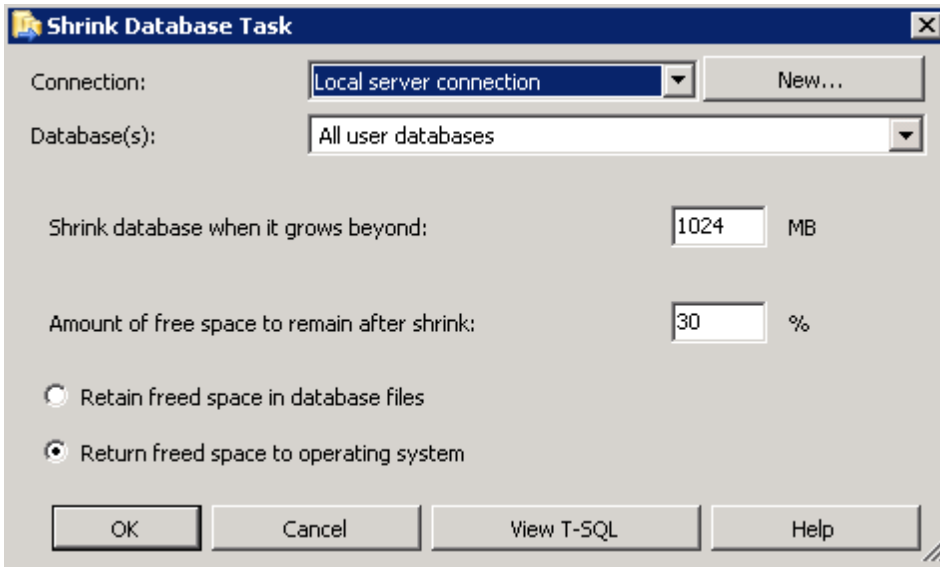 Shrink Database Task
Connection: Local server connection New...
Database(s): All user databases
Shrink database when it grows beyond: 1024 MB
Amount of free space to remain after shrink: 30 %
Retain freed space in database files
Return freed space to operating system
OK Cancel View T-SQL Help